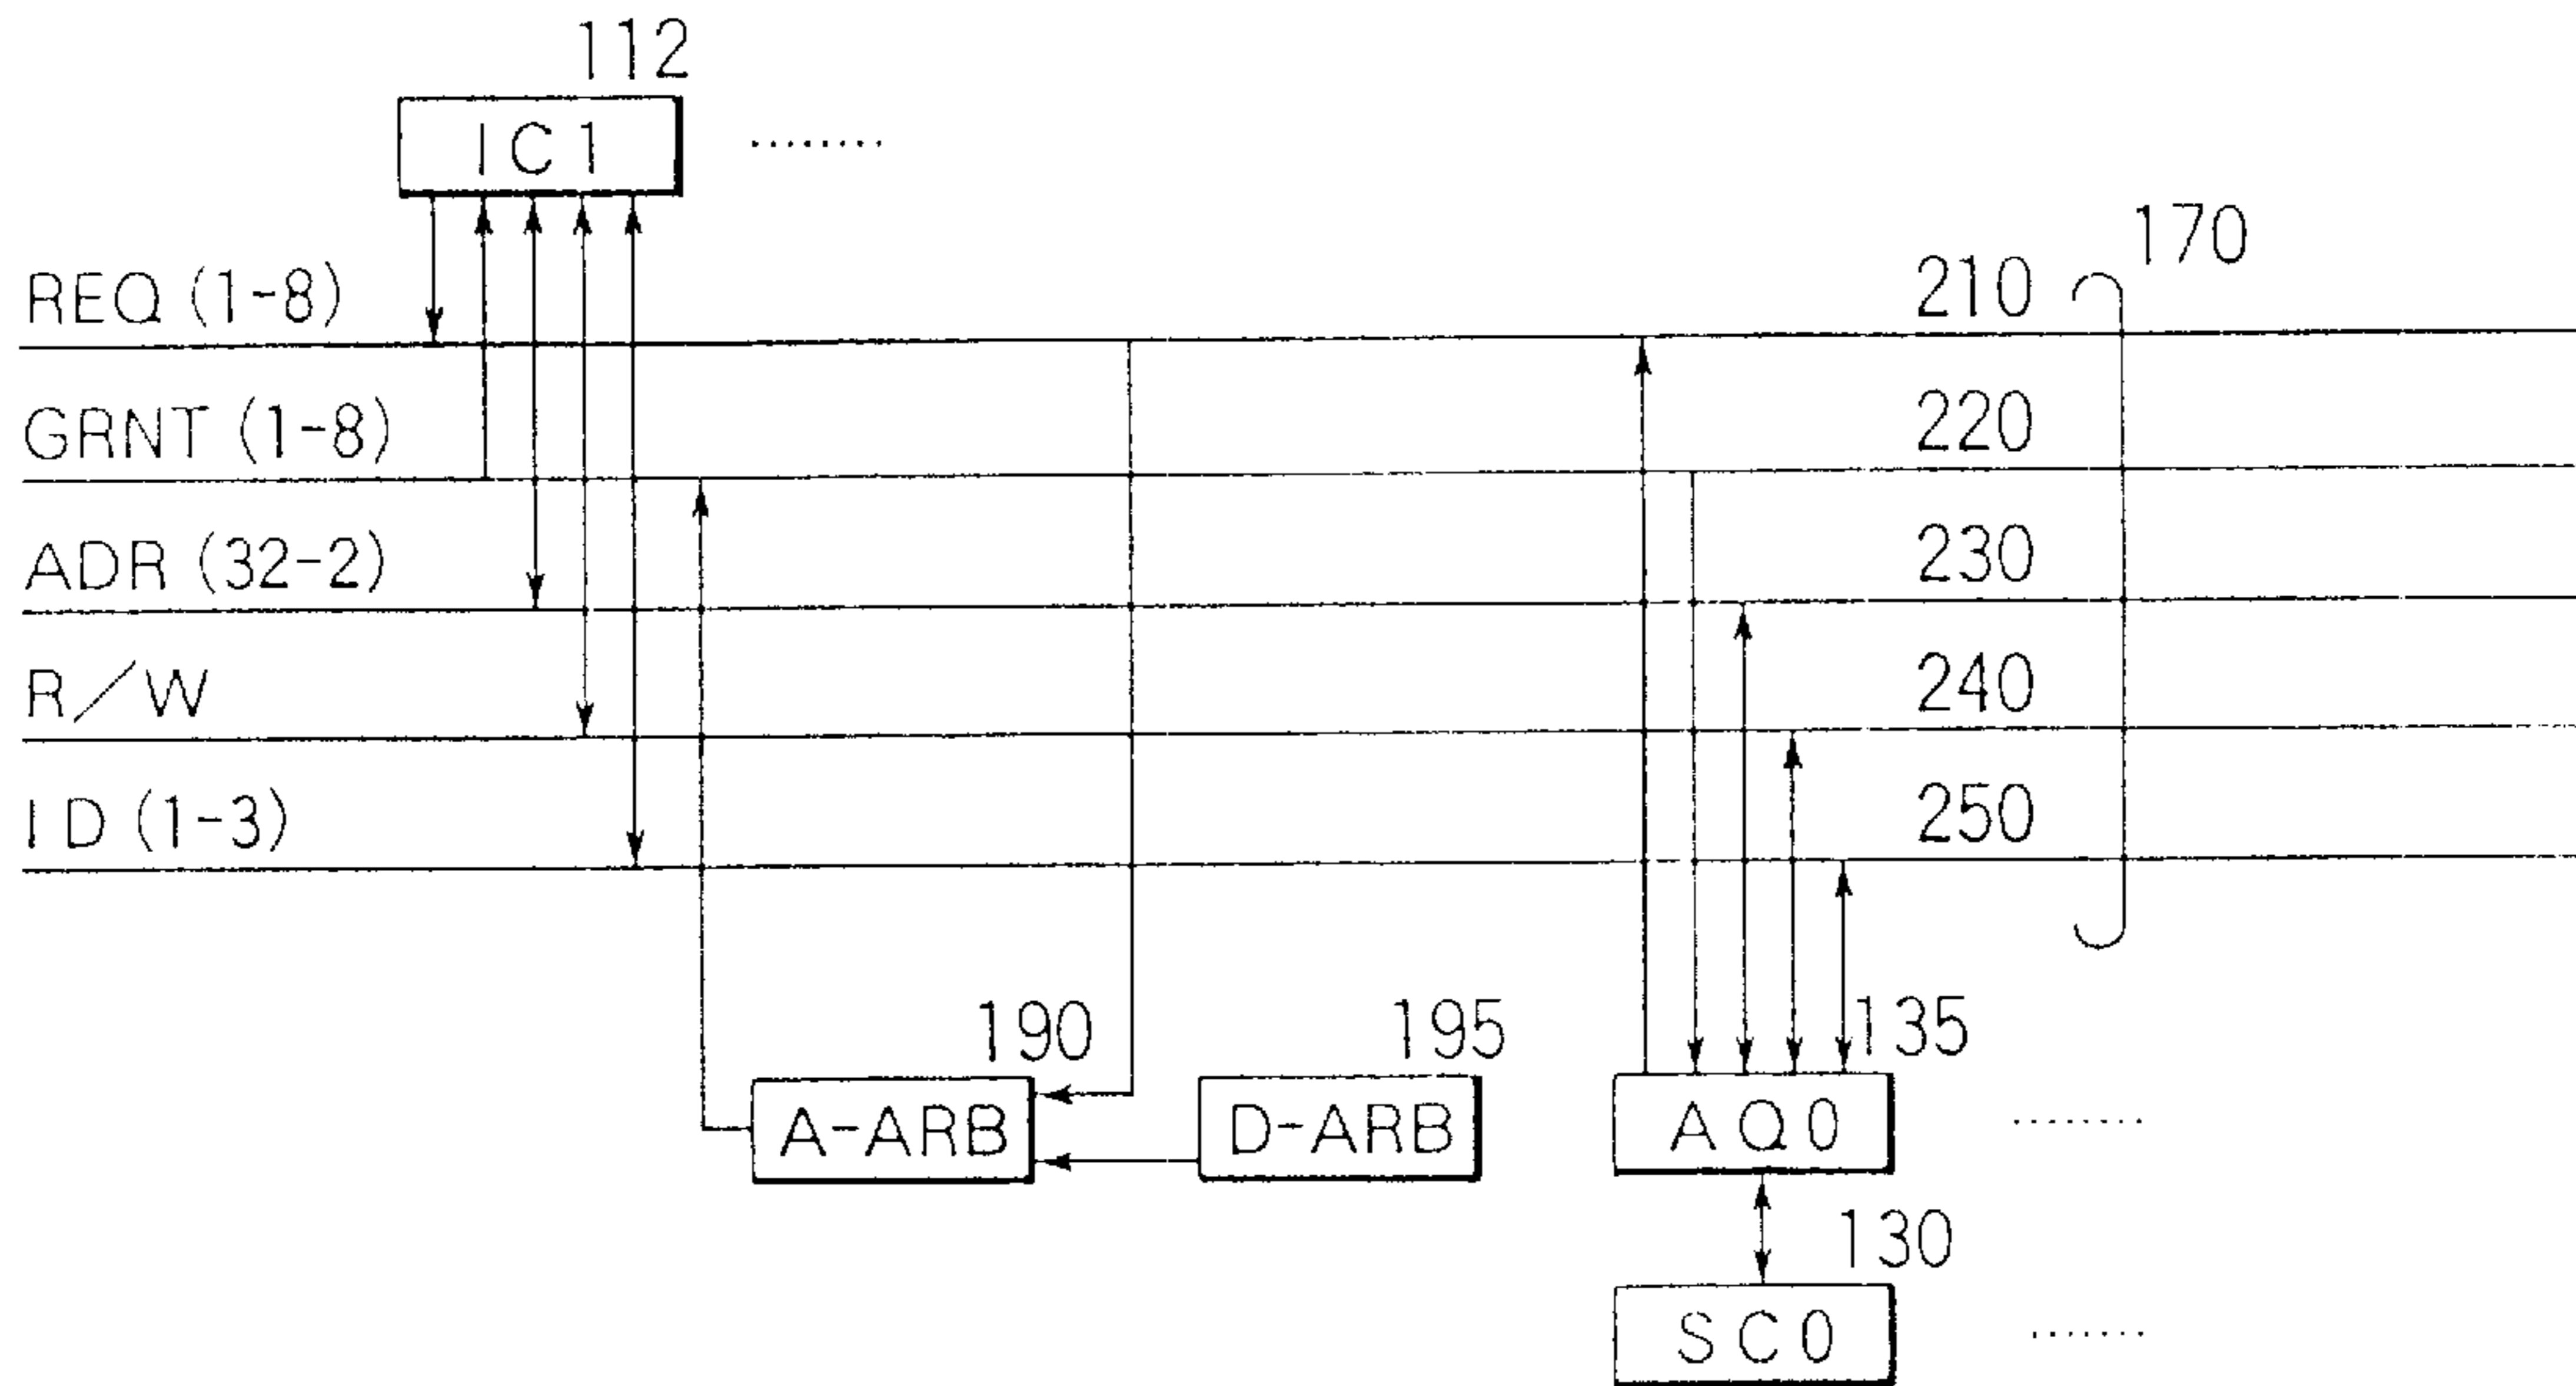 112
IC1 ········
170
REQ (1-8) 210
GRNT (1-8) 220
ADR (32-2) 230
R/W 240
ID (1-3) 250
190 195 135
A-ARB D-ARB AQ0 ········
130
SC0 ·······